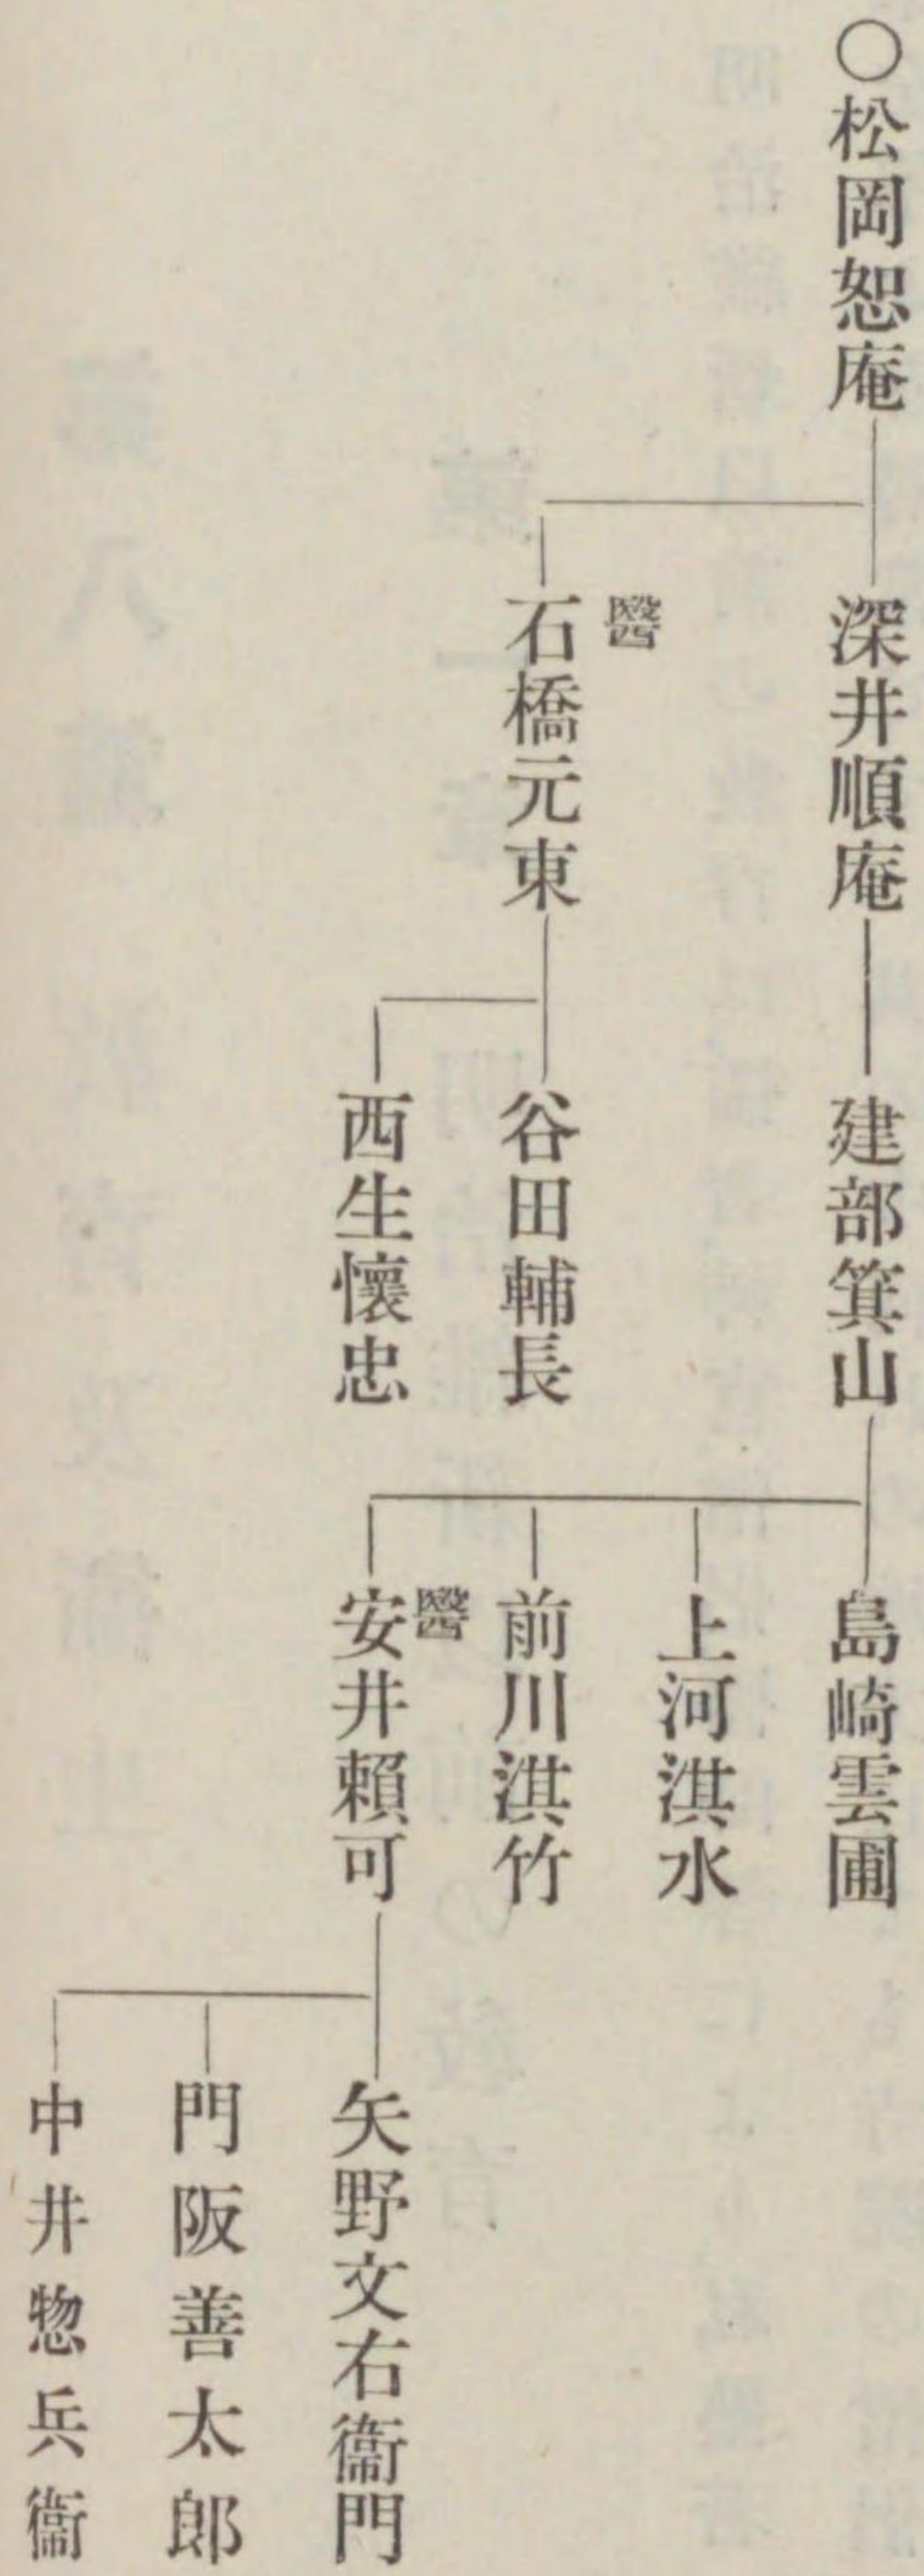 ○松岡恕庵
深井順庵
建部箕山
島崎雲圃
上河淇水
前川淇竹
醫
安井賴可
矢野文右衞門
門阪善太郎
中井惣兵衞
醫
石橋元東
谷田輔長
西生懷忠